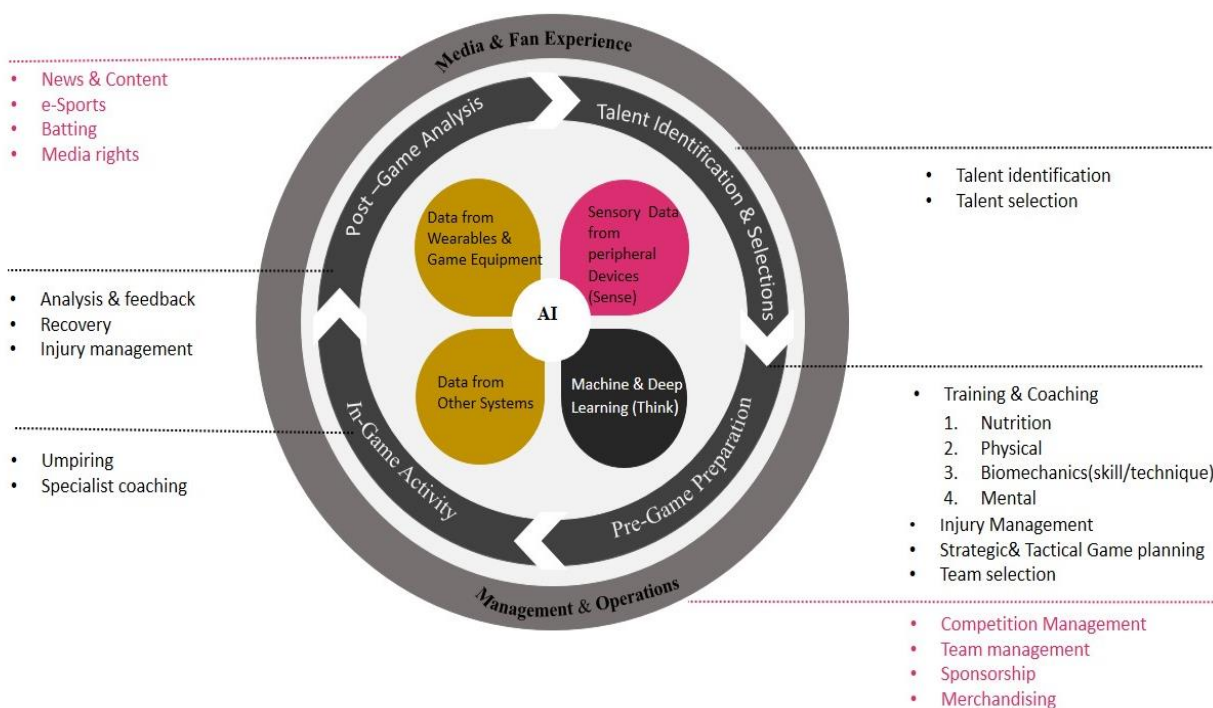 Media & Fan Experience
• News & Content
• e-Sports
• Batting
• Media rights
Post –Game Analysis
Talent Identification & Selections
• Talent identification
• Talent selection
Data from
Wearables &
Game Equipment
Sensory Data
from
peripheral
Devices
(Sense)
AI
• Analysis & feedback
• Recovery
• Injury management
Data from
Other Systems
Machine & Deep
Learning (Think)
In-Game Activity
Pre-Game Preparation
• Umpiring
• Specialist coaching
• Training & Coaching
1. Nutrition
2. Physical
3. Biomechanics(skill/technique)
4. Mental
• Injury Management
• Strategic& Tactical Game planning
• Team selection
Management & Operations
• Competition Management
• Team management
• Sponsorship
• Merchandising